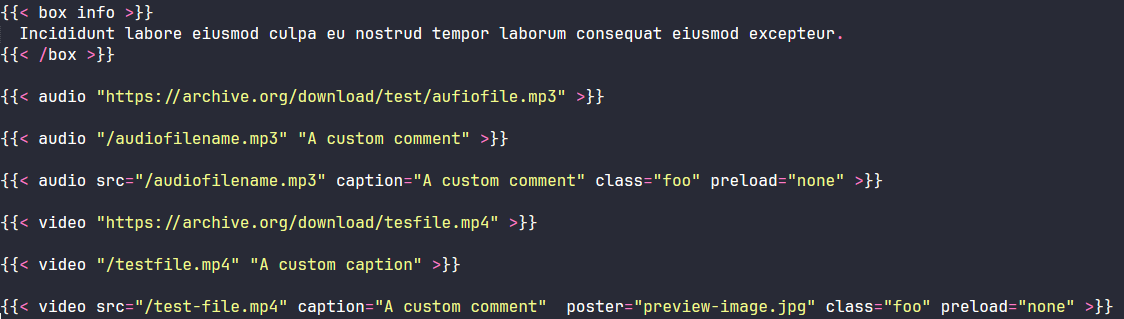 {{< box info >}}
Incididunt labore eiusmod culpa eu nostrud tempor laborum consequat eiusmod excepteur.
{{< /box >}}
{{< audio "https://archive.org/download/test/aufiofile.mp3" >}}
{{< audio "/audiofilename.mp3" "A custom comment" >}}
{{< audio src="/audiofilename.mp3" caption="A custom comment" class="foo" preload="none" >}}
{{< video "https://archive.org/download/tesfile.mp4" >}}
{{< video "/testfile.mp4" "A custom caption" >}}
{{< video src="/test-file.mp4" caption="A custom comment"  poster="preview-image.jpg" class="foo" preload="none" >}}